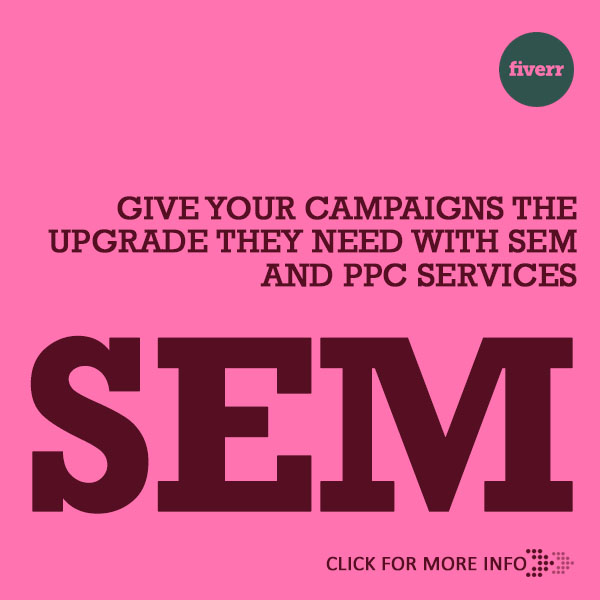 fiverr
GIVE YOUR CAMPAIGNS THE
UPGRADE THEY NEED WITH SEM
AND PPC SERVICES
SEM
CLICK FOR MORE INFO